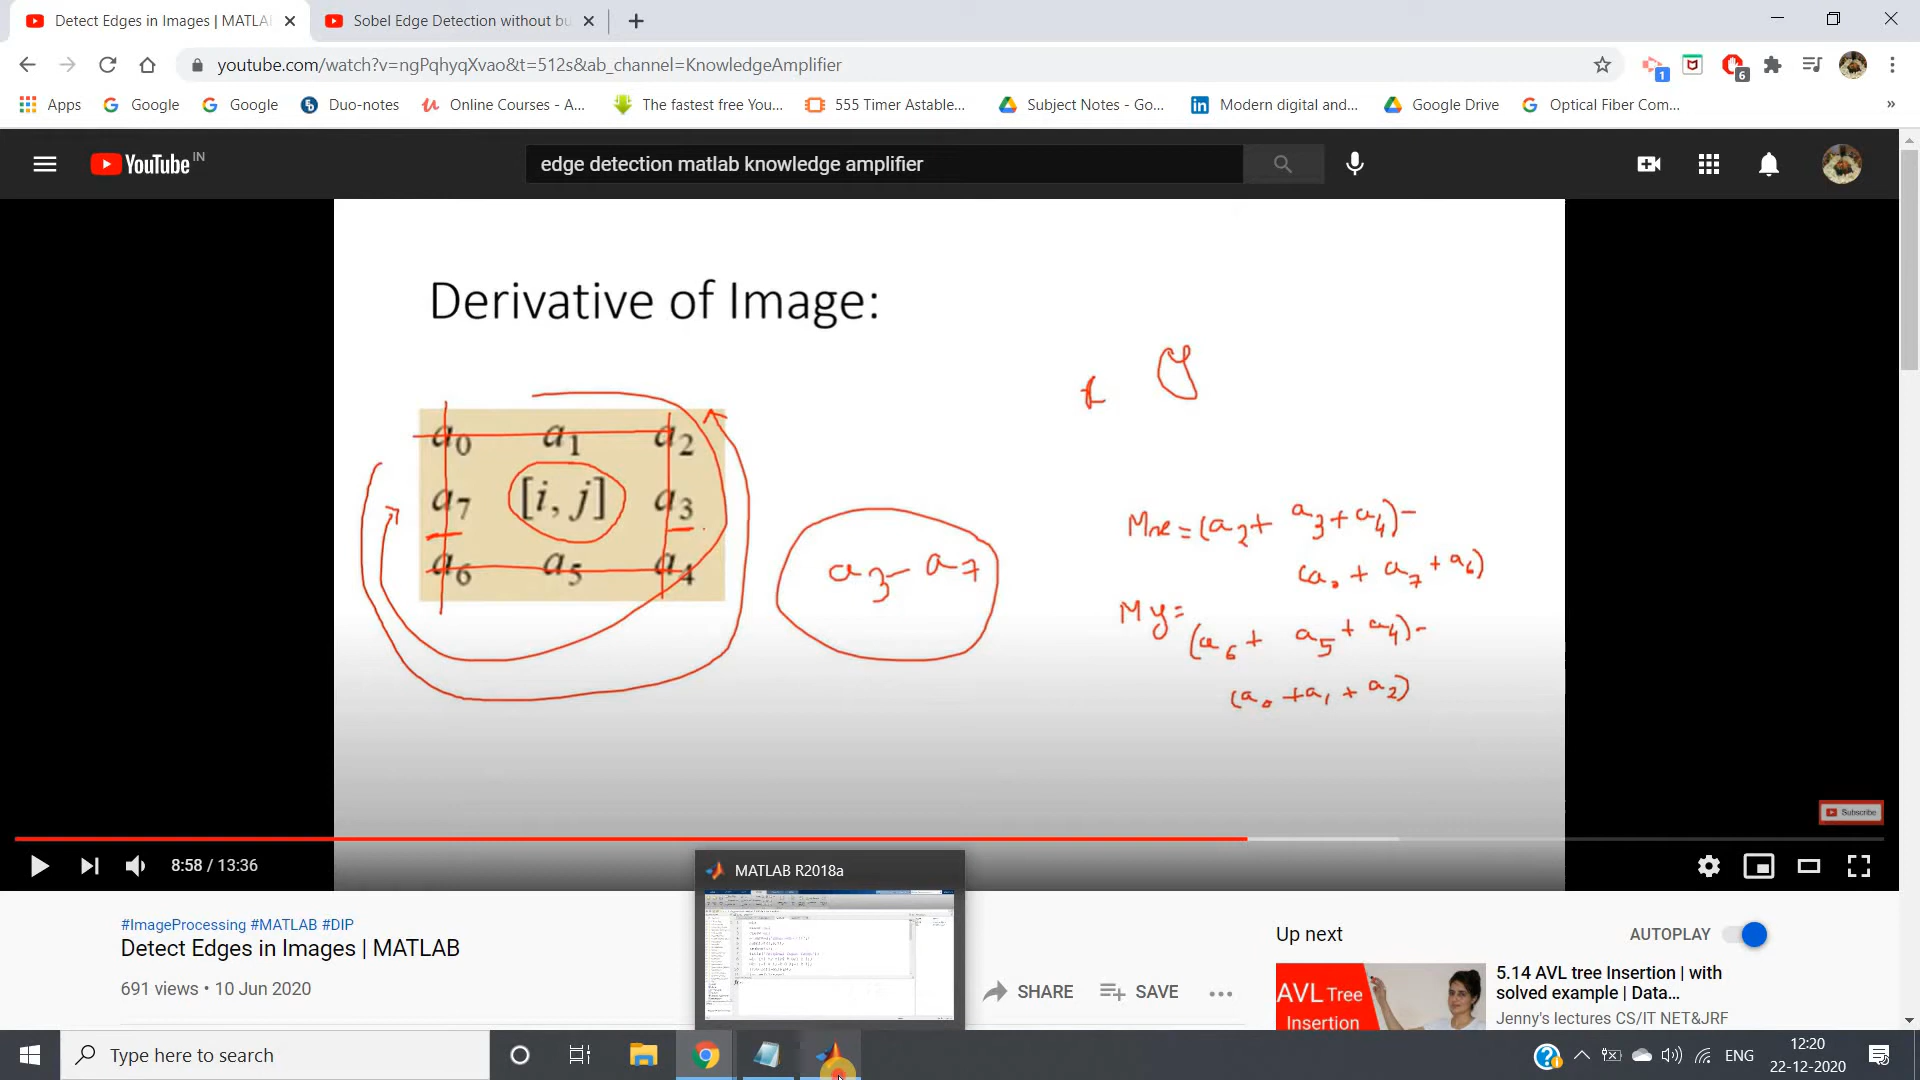 Detect Edges in Images | MATLA
Sobel Edge Detection without bu
youtube.com/watch?v=ngPqhyqXvao&t=512s&ab_channel=KnowledgeAmplifier
1
6
Apps
Google
Google
Duo-notes
Online Courses - A...
The fastest free You...
555 Timer Astable...
Subject Notes - Go...
Modern digital and...
Google Drive
Optical Fiber Com...
»
YouTube IN
edge detection matlab knowledge amplifier
Derivative of Image:
y
a0 a1 a2
a7 [i, j] a3
a6 a5 a4
a3 - a7
Mx = (a2 + a3 + a4) -
(a0 + a7 + a6)
My =
(a6 + a5 + a4) -
(a0 + a1 + a2)
Subscribe
8:58 / 13:36
MATLAB R2018a
#ImageProcessing #MATLAB #DIP
Detect Edges in Images | MATLAB
691 views • 10 Jun 2020
SHARE
SAVE
Up next
AUTOPLAY
AVL Tree
Insertion
5.14 AVL tree Insertion | with
solved example | Data...
Jenny's lectures CS/IT NET&JRF
Type here to search
ENG
12:20
22-12-2020